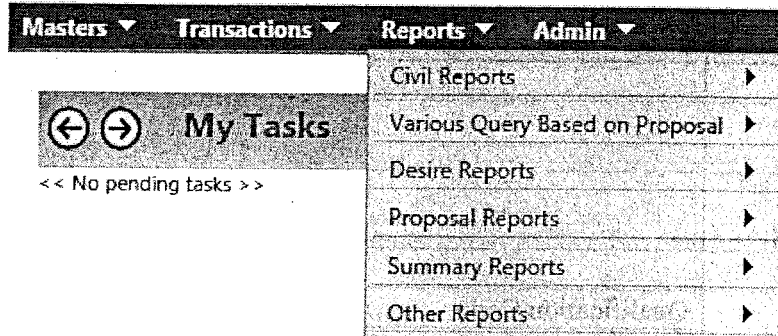 Masters ▼ Transactions ▼ Reports ▼ Admin ▼
Civil Reports
My Tasks
Various Query Based on Proposal
<< No pending tasks >>
Desire Reports
Proposal Reports
Summary Reports
Other Reports